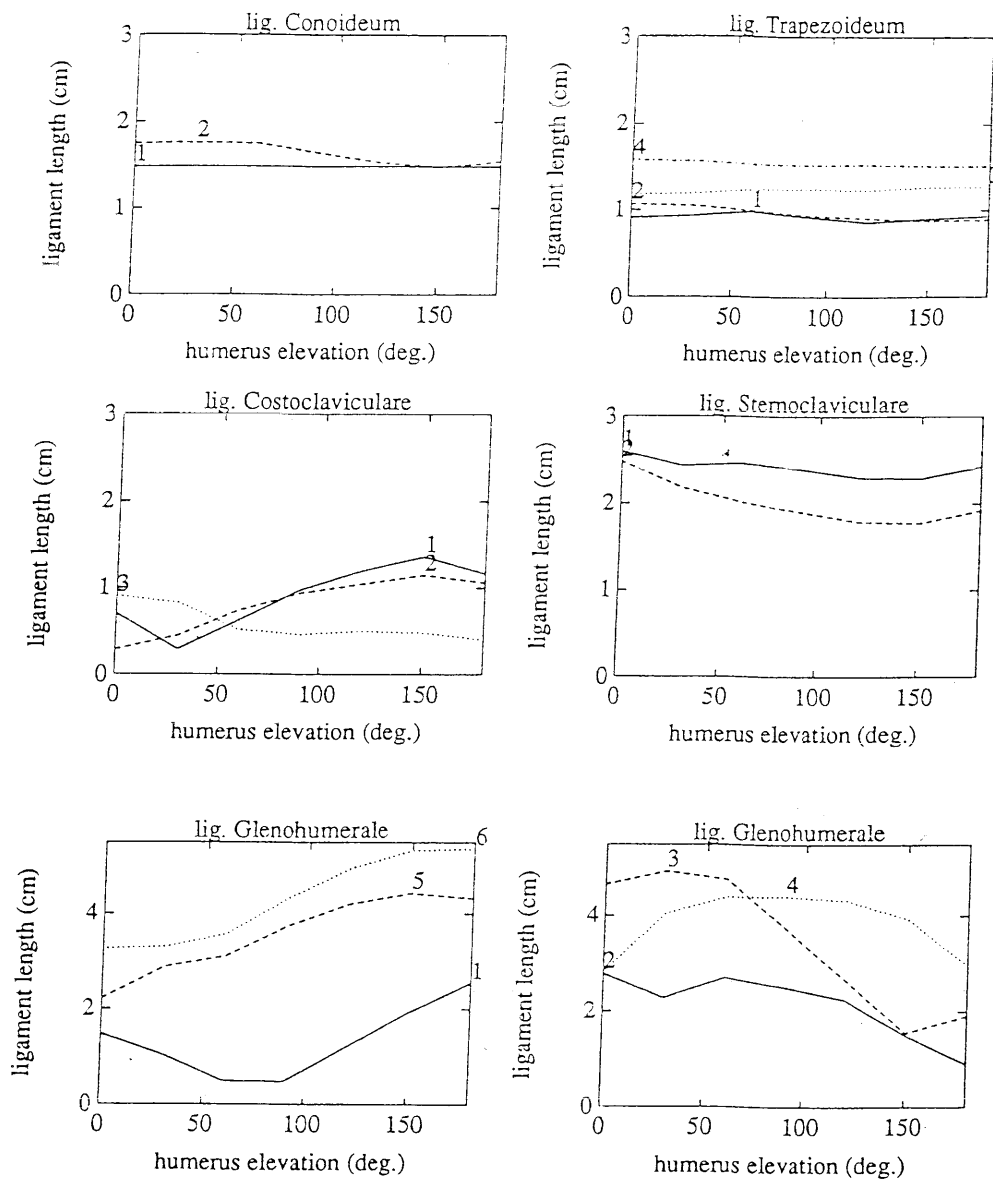 lig. Conoideum
3
2
1
0
2
1
0 50 100 150
ligament length (cm)
humerus elevation (deg.)
lig. Trapezoideum
3
2
1
0
4
2
1
0 50 100 150
ligament length (cm)
humerus elevation (deg.)
lig. Costoclaviculare
3
2
1
0
3
1
2
0 50 100 150
ligament length (cm)
humerus elevation (deg.)
lig. Sternoclaviculare
3
2
1
0
1
2
0 50 100 150
ligament length (cm)
humerus elevation (deg.)
lig. Glenohumerale
4
2
0
6
5
1
0 50 100 150
ligament length (cm)
humerus elevation (deg.)
lig. Glenohumerale
4
2
0
3
4
2
0 50 100 150
ligament length (cm)
humerus elevation (deg.)